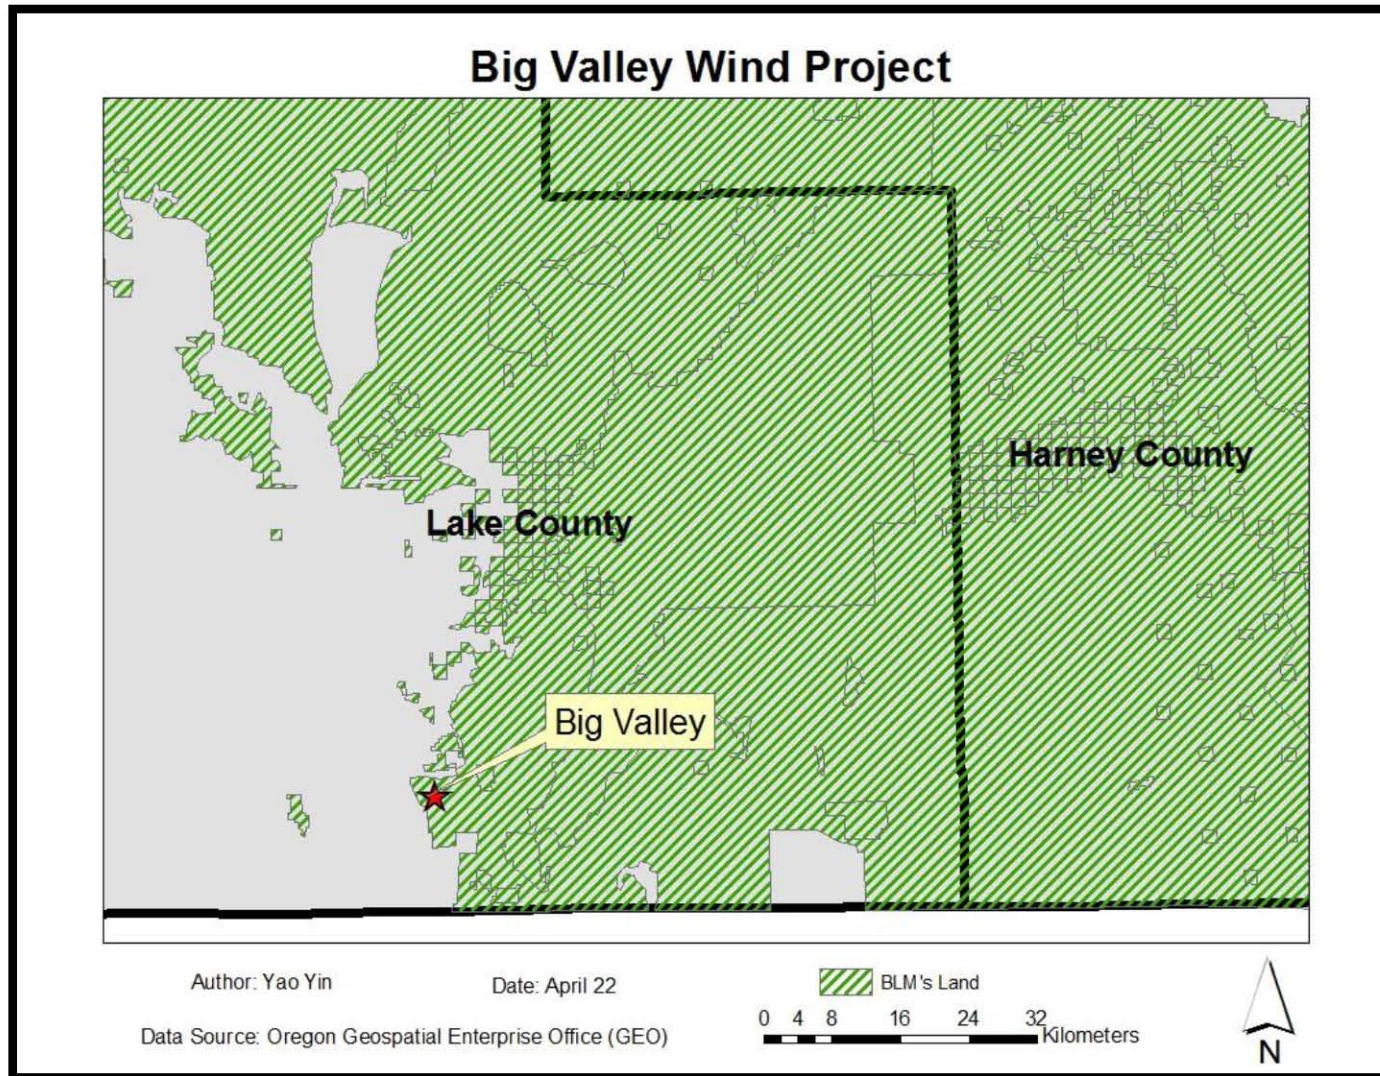 Big Valley Wind Project
Harney County
Lake County
Big Valley
Author: Yao Yin
Date: April 22
BLM's Land
Data Source: Oregon Geospatial Enterprise Office (GEO)
0 4 8 16 24 32
Kilometers
N